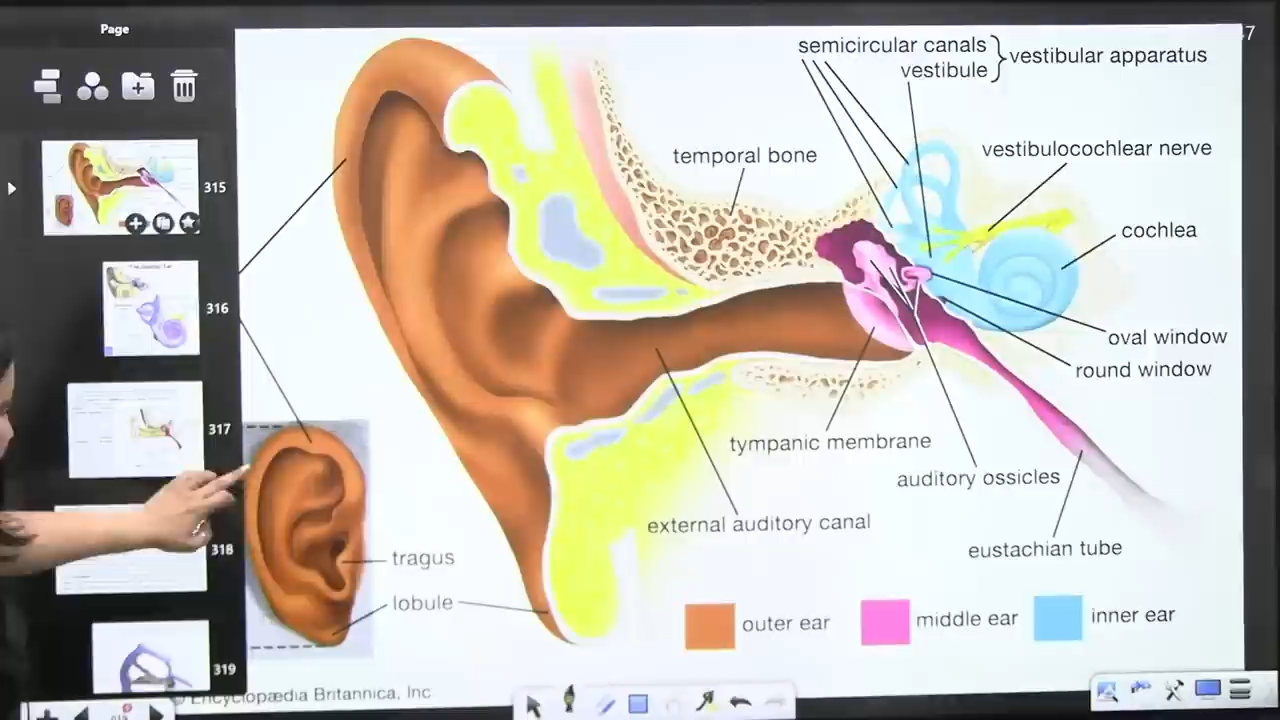 Page
7
315
316
317
318
319
semicircular canals
vestibule
vestibular apparatus
temporal bone
vestibulocochlear nerve
cochlea
oval window
round window
tympanic membrane
auditory ossicles
external auditory canal
eustachian tube
tragus
lobule
outer ear
middle ear
inner ear
Encyclopædia Britannica, Inc